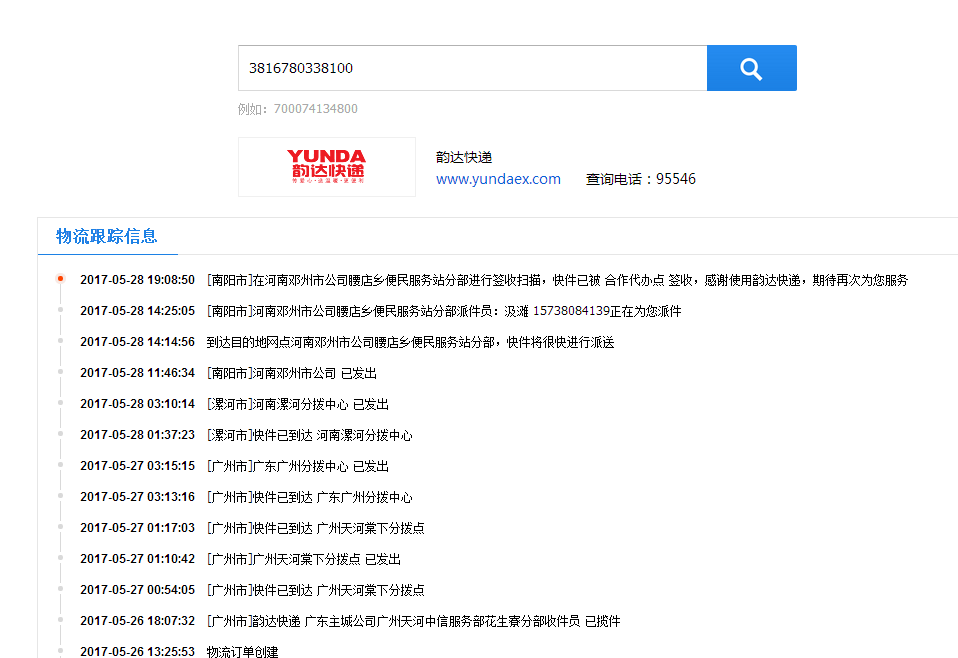 3816780338100
例如：700074134800
YUNDA
韵达快递
韵达快递
www.yundaex.com 查询电话：95546
物流跟踪信息
2017-05-28 19:08:50 [南阳市]在河南邓州市公司腰店乡便民服务站分部进行签收扫描，快件已被 合作代办点 签收，感谢使用韵达快递，期待再次为您服务
2017-05-28 14:25:05 [南阳市]河南邓州市公司腰店乡便民服务站分部派件员：汲滩 15738084139正在为您派件
2017-05-28 14:14:56 到达目的地网点河南邓州市公司腰店乡便民服务站分部，快件将很快进行派送
2017-05-28 11:46:34 [南阳市]河南邓州市公司 已发出
2017-05-28 03:10:14 [漯河市]河南漯河分拨中心 已发出
2017-05-28 01:37:23 [漯河市]快件已到达 河南漯河分拨中心
2017-05-27 03:15:15 [广州市]广东广州分拨中心 已发出
2017-05-27 03:13:16 [广州市]快件已到达 广东广州分拨中心
2017-05-27 01:17:03 [广州市]快件已到达 广州天河棠下分拨点
2017-05-27 01:10:42 [广州市]广州天河棠下分拨点 已发出
2017-05-27 00:54:05 [广州市]快件已到达 广州天河棠下分拨点
2017-05-26 18:07:32 [广州市]韵达快递 广东主城公司广州天河中信服务部花生寮分部收件员 已揽件
2017-05-26 13:25:53 物流订单创建